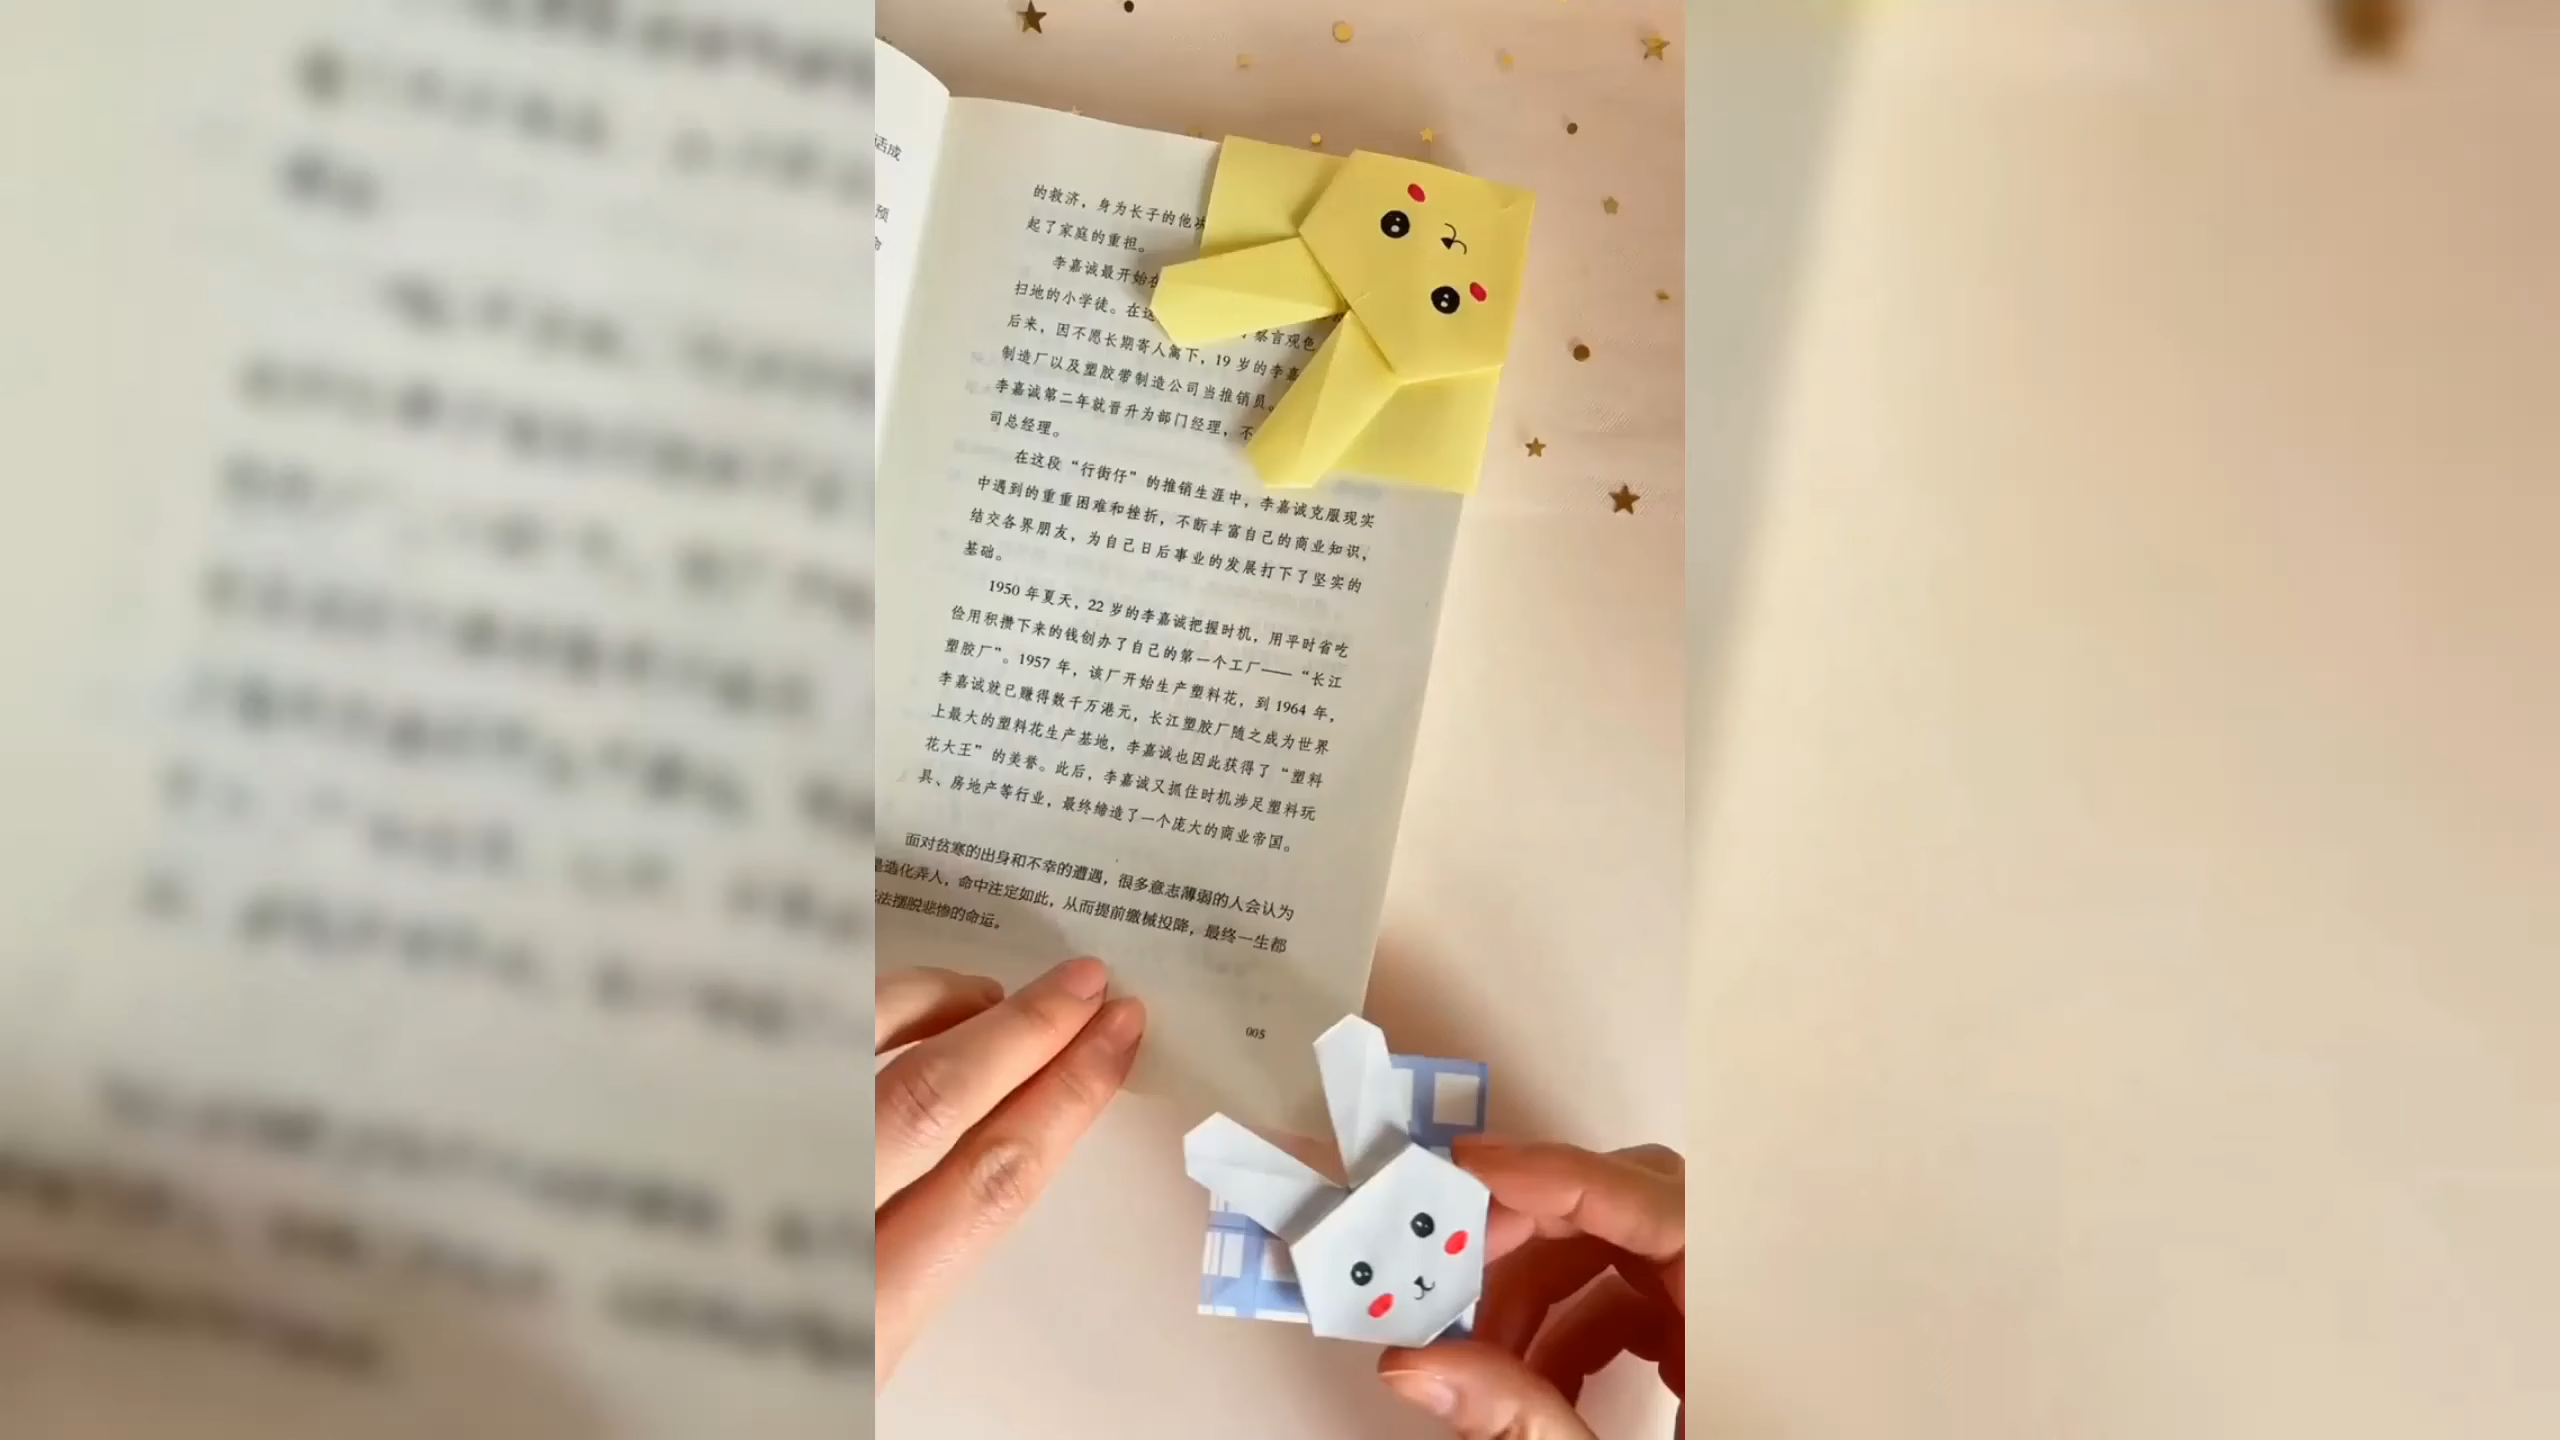 活成
预
命
的救济，身为长子的他决
起了家庭的重担。
李嘉诚最开始在
扫地的小学徒。在这
察言观色
后来，因不愿长期寄人篱下，19 岁的李嘉
制造厂以及塑胶带制造公司当推销员。
李嘉诚第二年就晋升为部门经理，不
司总经理。
在这段“行街仔”的推销生涯中，李嘉诚克服现实
中遇到的重重困难和挫折，不断丰富自己的商业知识，
结交各界朋友，为自己日后事业的发展打下了坚实的
基础。
1950 年夏天，22 岁的李嘉诚把握时机，用平时省吃
俭用积攒下来的钱创办了自己的第一个工厂——“长江
塑胶厂”。1957 年，该厂开始生产塑料花，到 1964 年，
李嘉诚就已赚得数千万港元，长江塑胶厂随之成为世界
上最大的塑料花生产基地，李嘉诚也因此获得了“塑料
花大王”的美誉。此后，李嘉诚又抓住时机涉足塑料玩
具、房地产等行业，最终缔造了一个庞大的商业帝国。
面对贫寒的出身和不幸的遭遇，很多意志薄弱的人会认为
是造化弄人，命中注定如此，从而提前缴械投降，最终一生都
无法摆脱悲惨的命运。
005